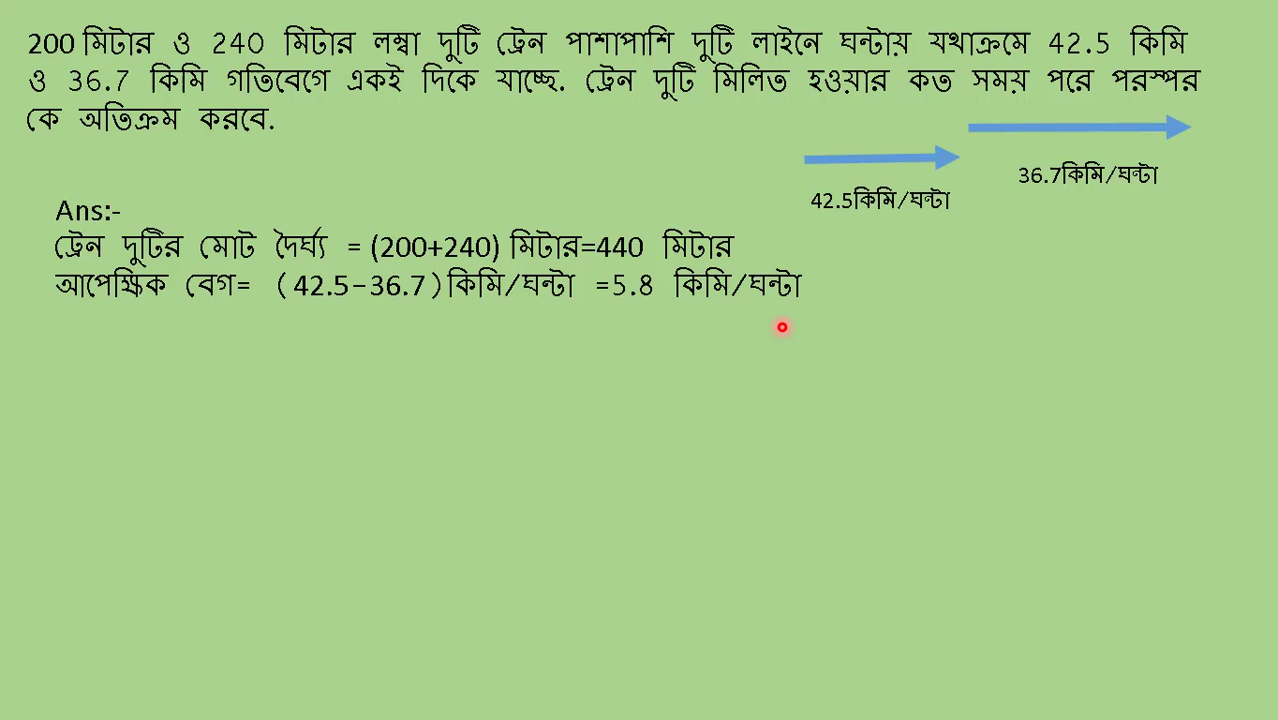 200 মিটার ও 240 মিটার লম্বা দুটি ট্রেন পাশাপাশি দুটি লাইনে ঘন্টায় যথাক্রমে 42.5 কিমি
ও 36.7 কিমি গতিবেগে একই দিকে যাচ্ছে. ট্রেন দুটি মিলিত হওয়ার কত সময় পরে পরস্পর
কে অতিক্রম করবে.
36.7কিমি/ঘন্টা
42.5কিমি/ঘন্টা
Ans:-
ট্রেন দুটির মোট দৈর্ঘ্য = (200+240) মিটার=440 মিটার
আপেক্ষিক বেগ= (42.5-36.7)কিমি/ঘন্টা =5.8 কিমি/ঘন্টা